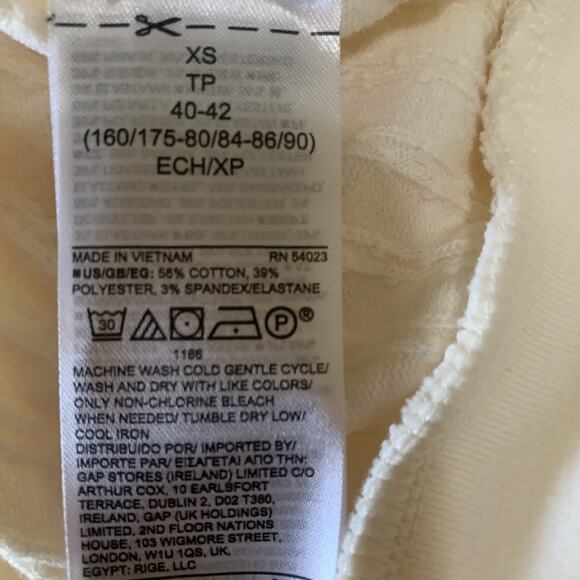 XS
TP
40-42
(160/175-80/84-86/90)
ECH/XP
MADE IN VIETNAM RN 54023
■ US/GB/EG: 58% COTTON, 39%
POLYESTER, 3% SPANDEX/ELASTANE
30 P®
1186
MACHINE WASH COLD GENTLE CYCLE/
WASH AND DRY WITH LIKE COLORS/
ONLY NON-CHLORINE BLEACH
WHEN NEEDED/ TUMBLE DRY LOW/
COOL IRON
DISTRIBUIDO POR/ IMPORTED BY/
IMPORTE PAR/ ΕΙΣΑΓΕΤΑΙ ΑΠΟ ΤΗΝ:
GAP STORES (IRELAND) LIMITED C/O
ARTHUR COX, 10 EARLSFORT
TERRACE, DUBLIN 2, D02 T380,
IRELAND, GAP (UK HOLDINGS)
LIMITED, 2ND FLOOR NATIONS
HOUSE, 103 WIGMORE STREET,
LONDON, W1U 1QS, UK,
EGYPT: RIGE, LLC